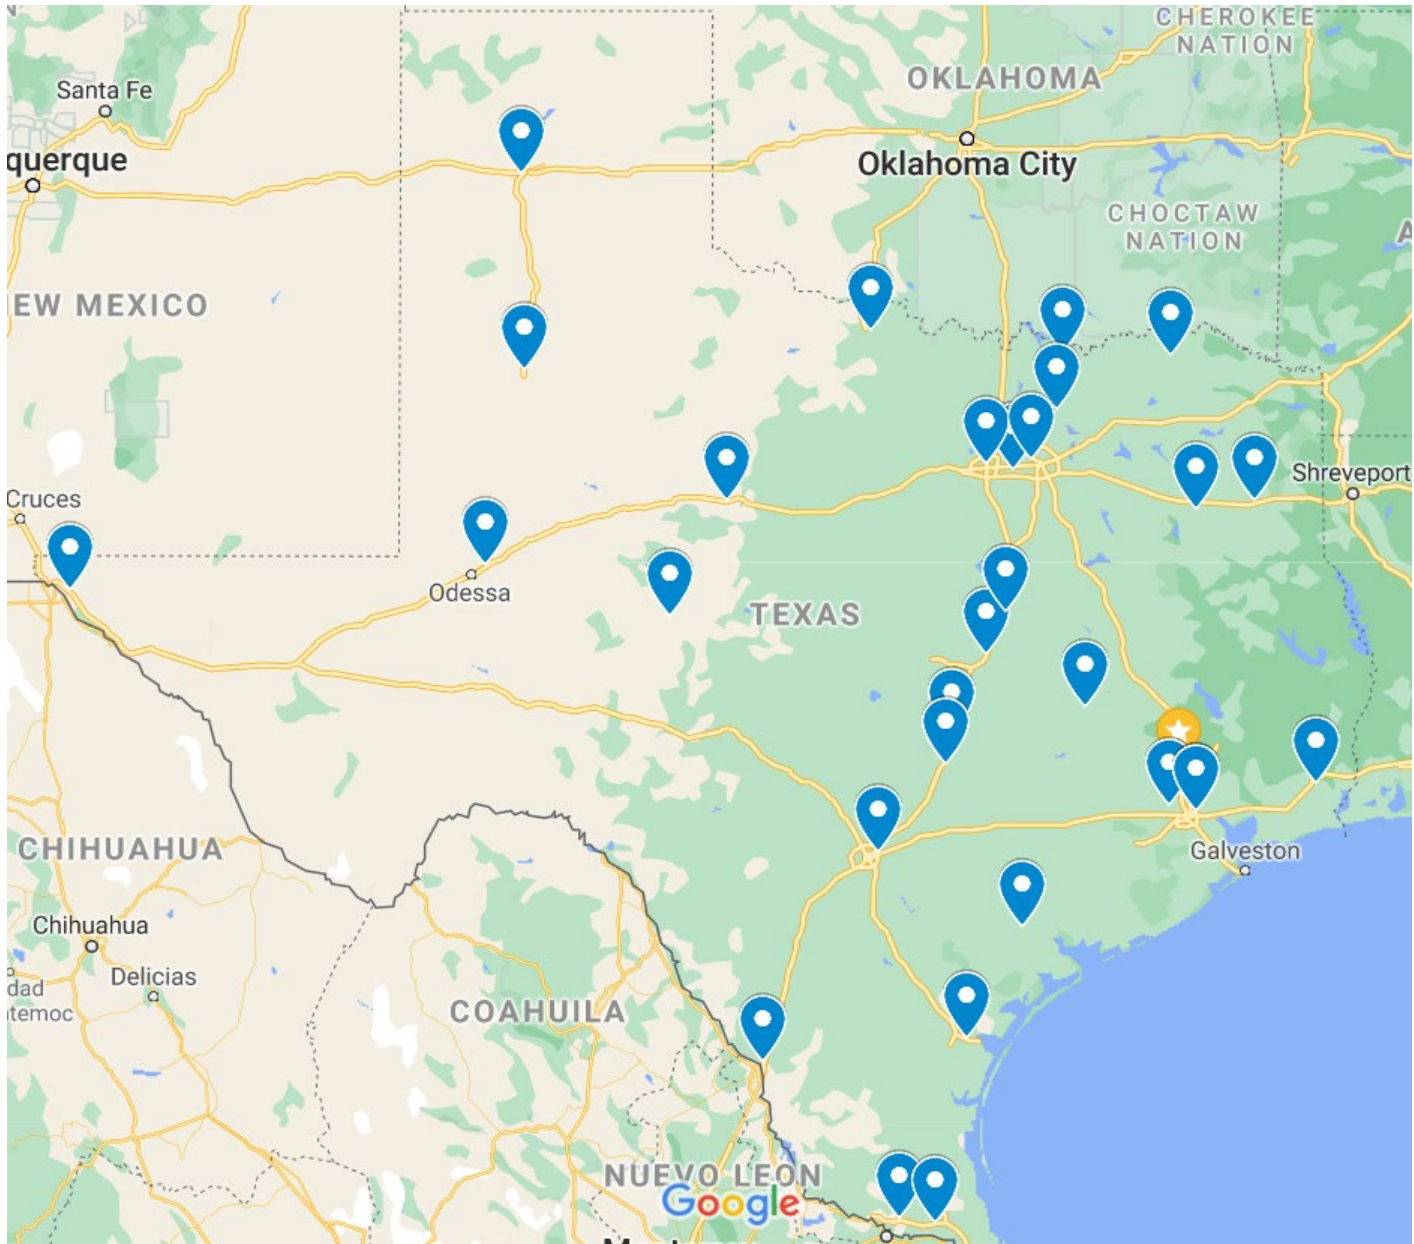 CHEROKEE
NATION
OKLAHOMA
Santa Fe
Oklahoma City
querque
CHOCTAW
NATION
A
EW MEXICO
Shreveport
Cruces
Odessa
TEXAS
CHIHUAHUA
Galveston
Chihuahua
Delicias
dad
temoc
COAHUILA
NUEVO LEON
Google